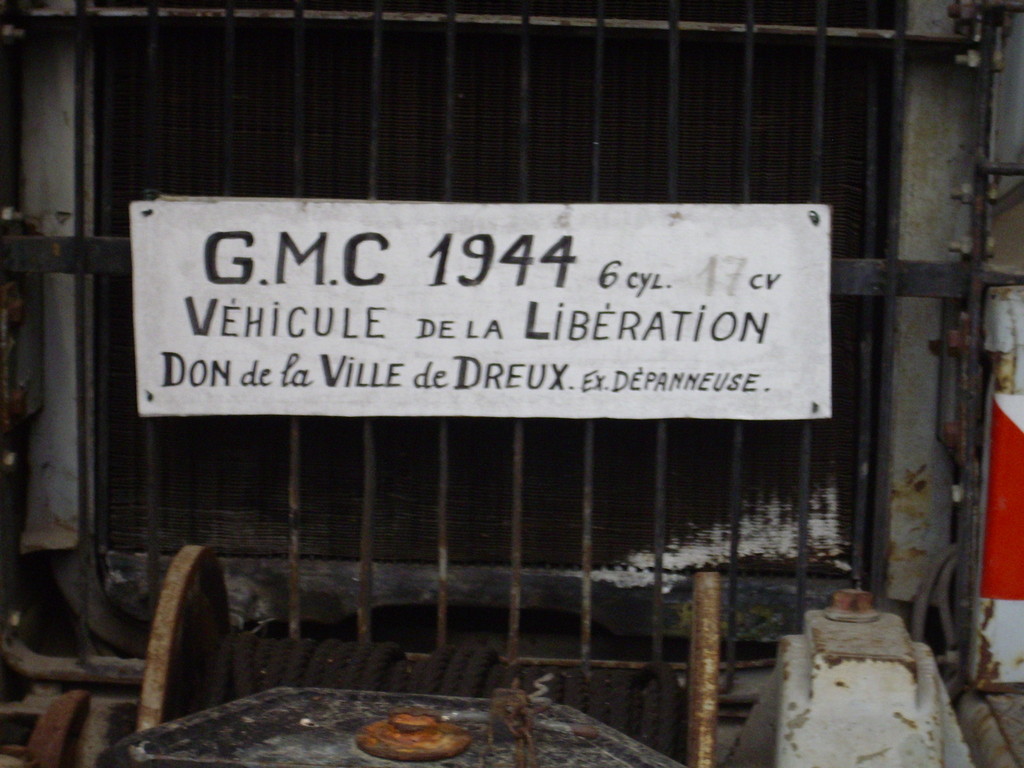 G.M.C 1944 6 CYL. 17 CV
VÉHICULE DE LA LIBÉRATION
DON de la VILLE de DREUX. EX. DÉPANNEUSE.